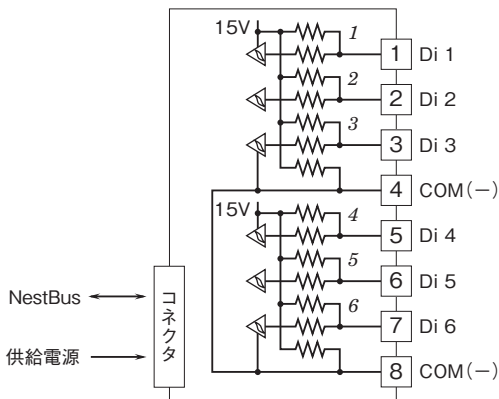 15V
1
1 Di 1
2
2 Di 2
3
3 Di 3
4 COM(－)
15V
4
5 Di 4
5
6 Di 5
6
7 Di 6
8 COM(－)
NestBus
供給電源
コネクタ